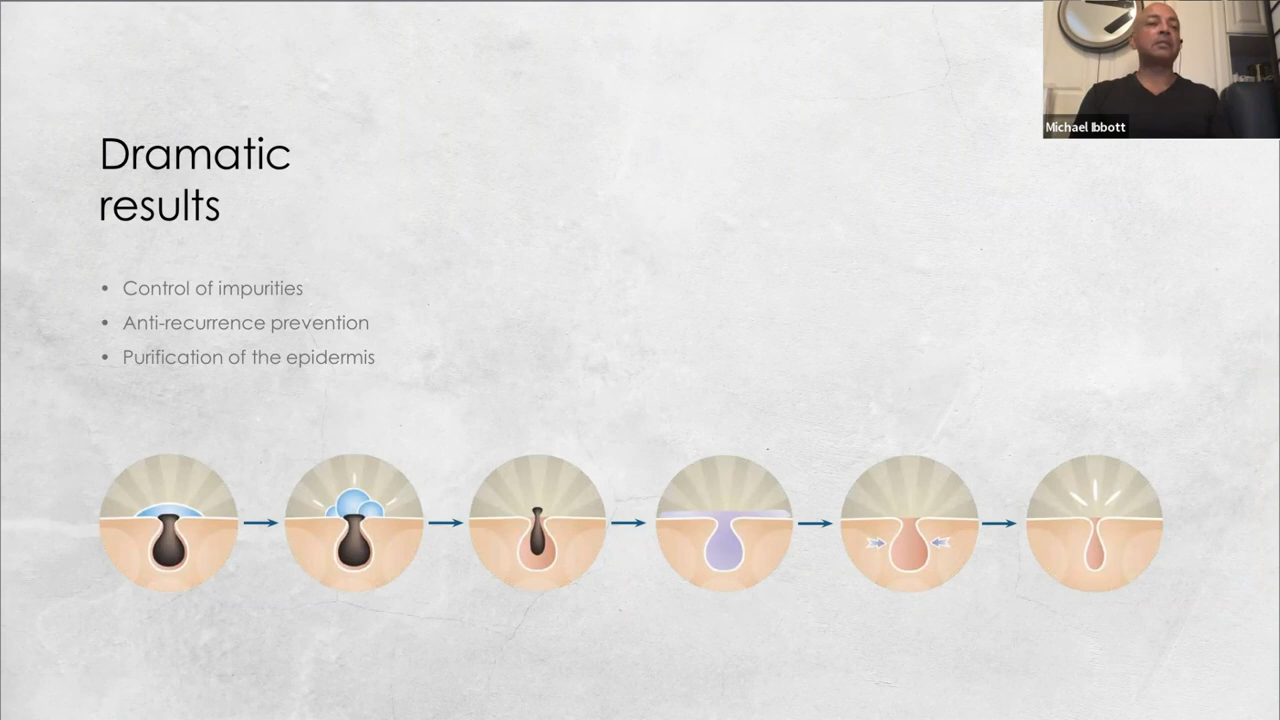 Dramatic
results
• Control of impurities
• Anti-recurrence prevention
• Purification of the epidermis
Michael Ibbott